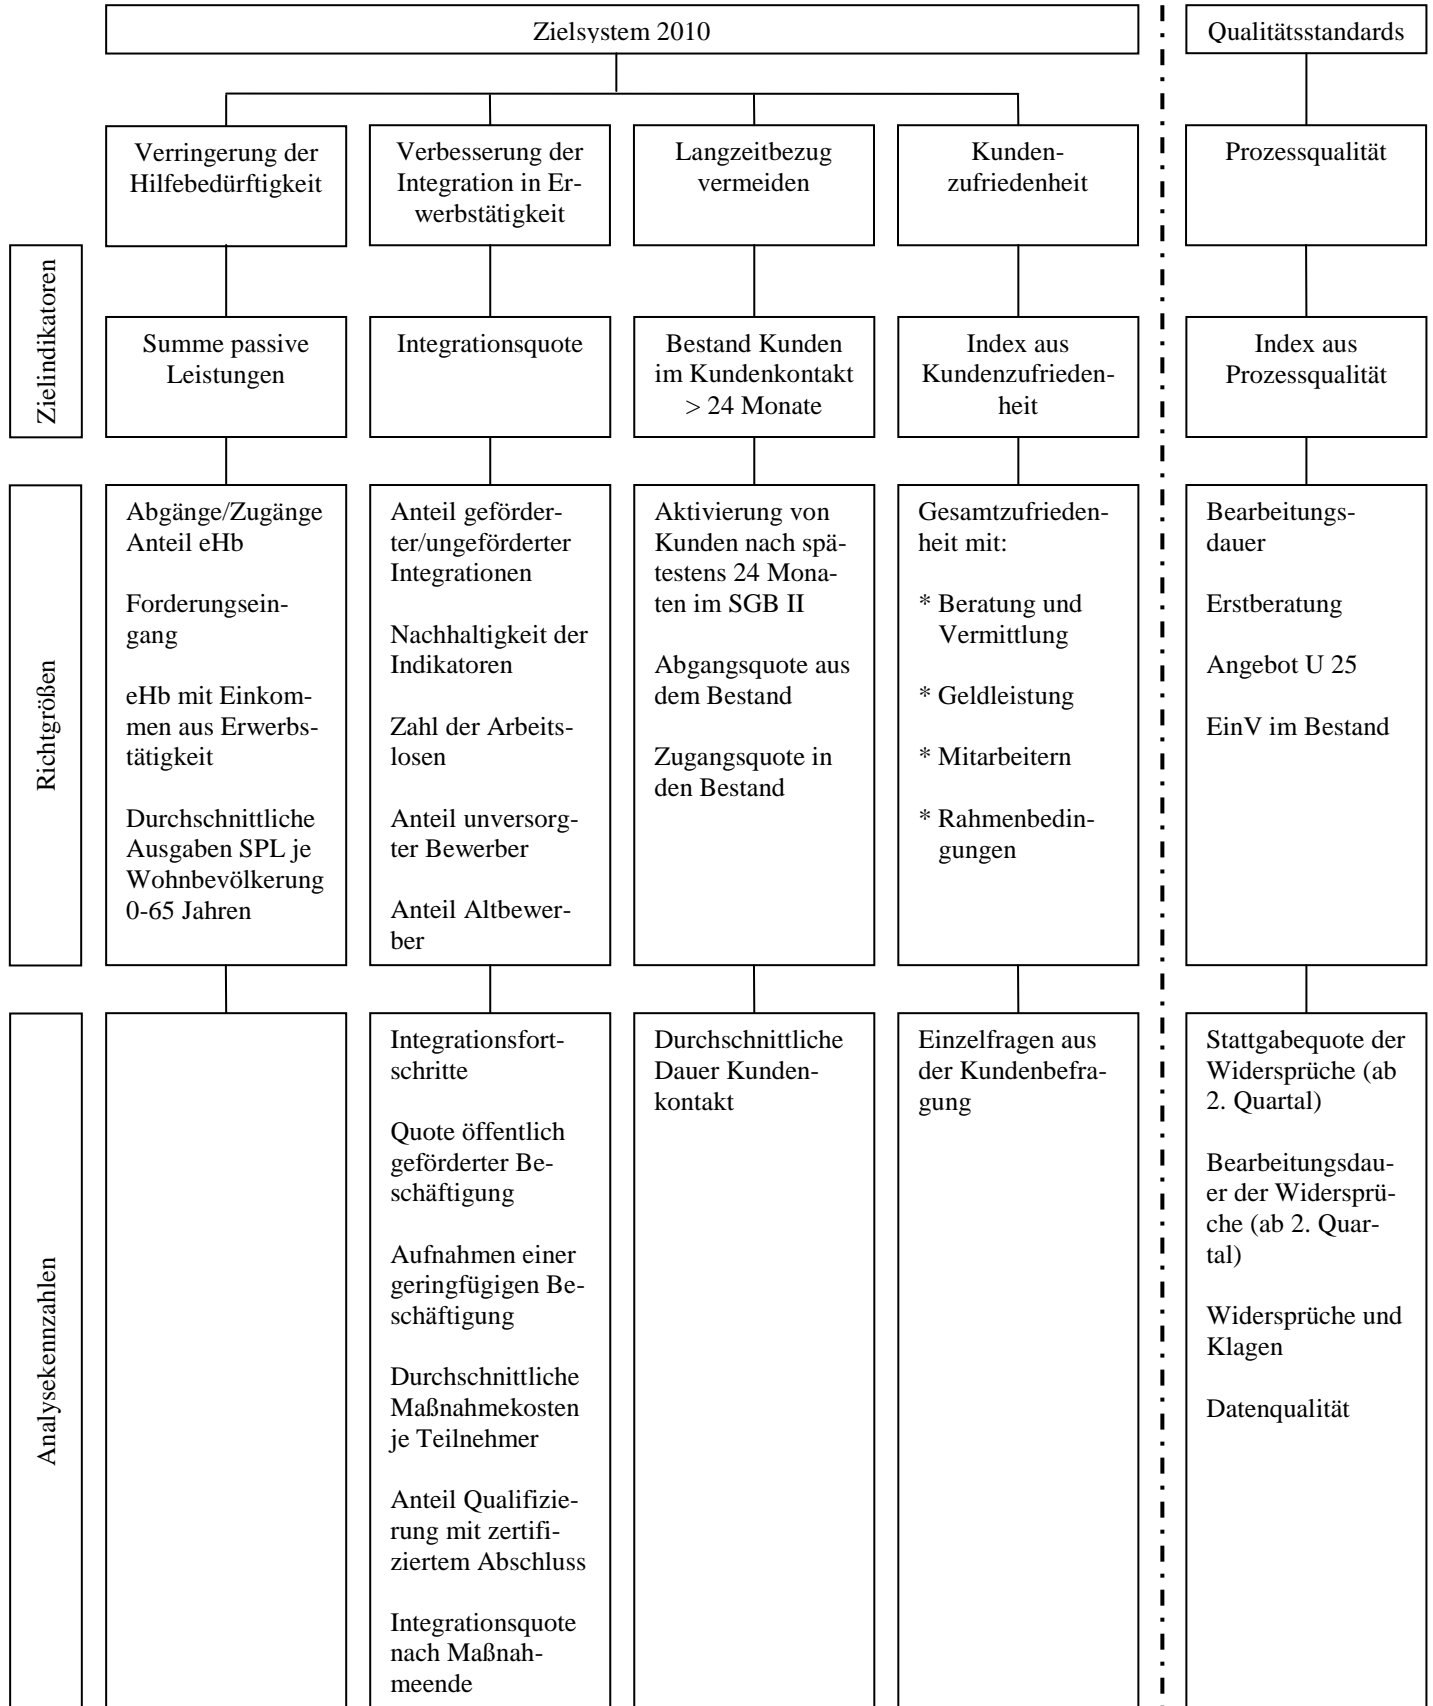 Zielsystem 2010
Qualitätsstandards
Verringerung der
Hilfebedürftigkeit
Verbesserung der
Integration in Er-
werbstätigkeit
Langzeitbezug
vermeiden
Kunden-
zufriedenheit
Prozessqualität
Zielindikatoren
Summe passive
Leistungen
Integrationsquote
Bestand Kunden
im Kundenkontakt
> 24 Monate
Index aus
Kundenzufrieden-
heit
Index aus
Prozessqualität
Richtgrößen
Abgänge/Zugänge
Anteil eHb
Forderungsein-
gang
eHb mit Einkom-
men aus Erwerbs-
tätigkeit
Durchschnittliche
Ausgaben SPL je
Wohnbevölkerung
0-65 Jahren
Anteil geförder-
ter/ungeförderter
Integrationen
Nachhaltigkeit der
Indikatoren
Zahl der Arbeits-
losen
Anteil unversorg-
ter Bewerber
Anteil Altbewer-
ber
Aktivierung von
Kunden nach spä-
testens 24 Mona-
ten im SGB II
Abgangsquote aus
dem Bestand
Zugangsquote in
den Bestand
Gesamtzufrieden-
heit mit:
* Beratung und
Vermittlung
* Geldleistung
* Mitarbeitern
* Rahmenbedin-
gungen
Bearbeitungs-
dauer
Erstberatung
Angebot U 25
EinV im Bestand
Analysekennzahlen
Integrationsfort-
schritte
Quote öffentlich
geförderter Be-
schäftigung
Aufnahmen einer
geringfügigen Be-
schäftigung
Durchschnittliche
Maßnahmekosten
je Teilnehmer
Anteil Qualifizie-
rung mit zertifi-
ziertem Abschluss
Integrationsquote
nach Maßnah-
meende
Durchschnittliche
Dauer Kunden-
kontakt
Einzelfragen aus
der Kundenbefra-
gung
Stattgabequote der
Widersprüche (ab
2. Quartal)
Bearbeitungsdau-
er der Widersprü-
che (ab 2. Quar-
tal)
Widersprüche und
Klagen
Datenqualität